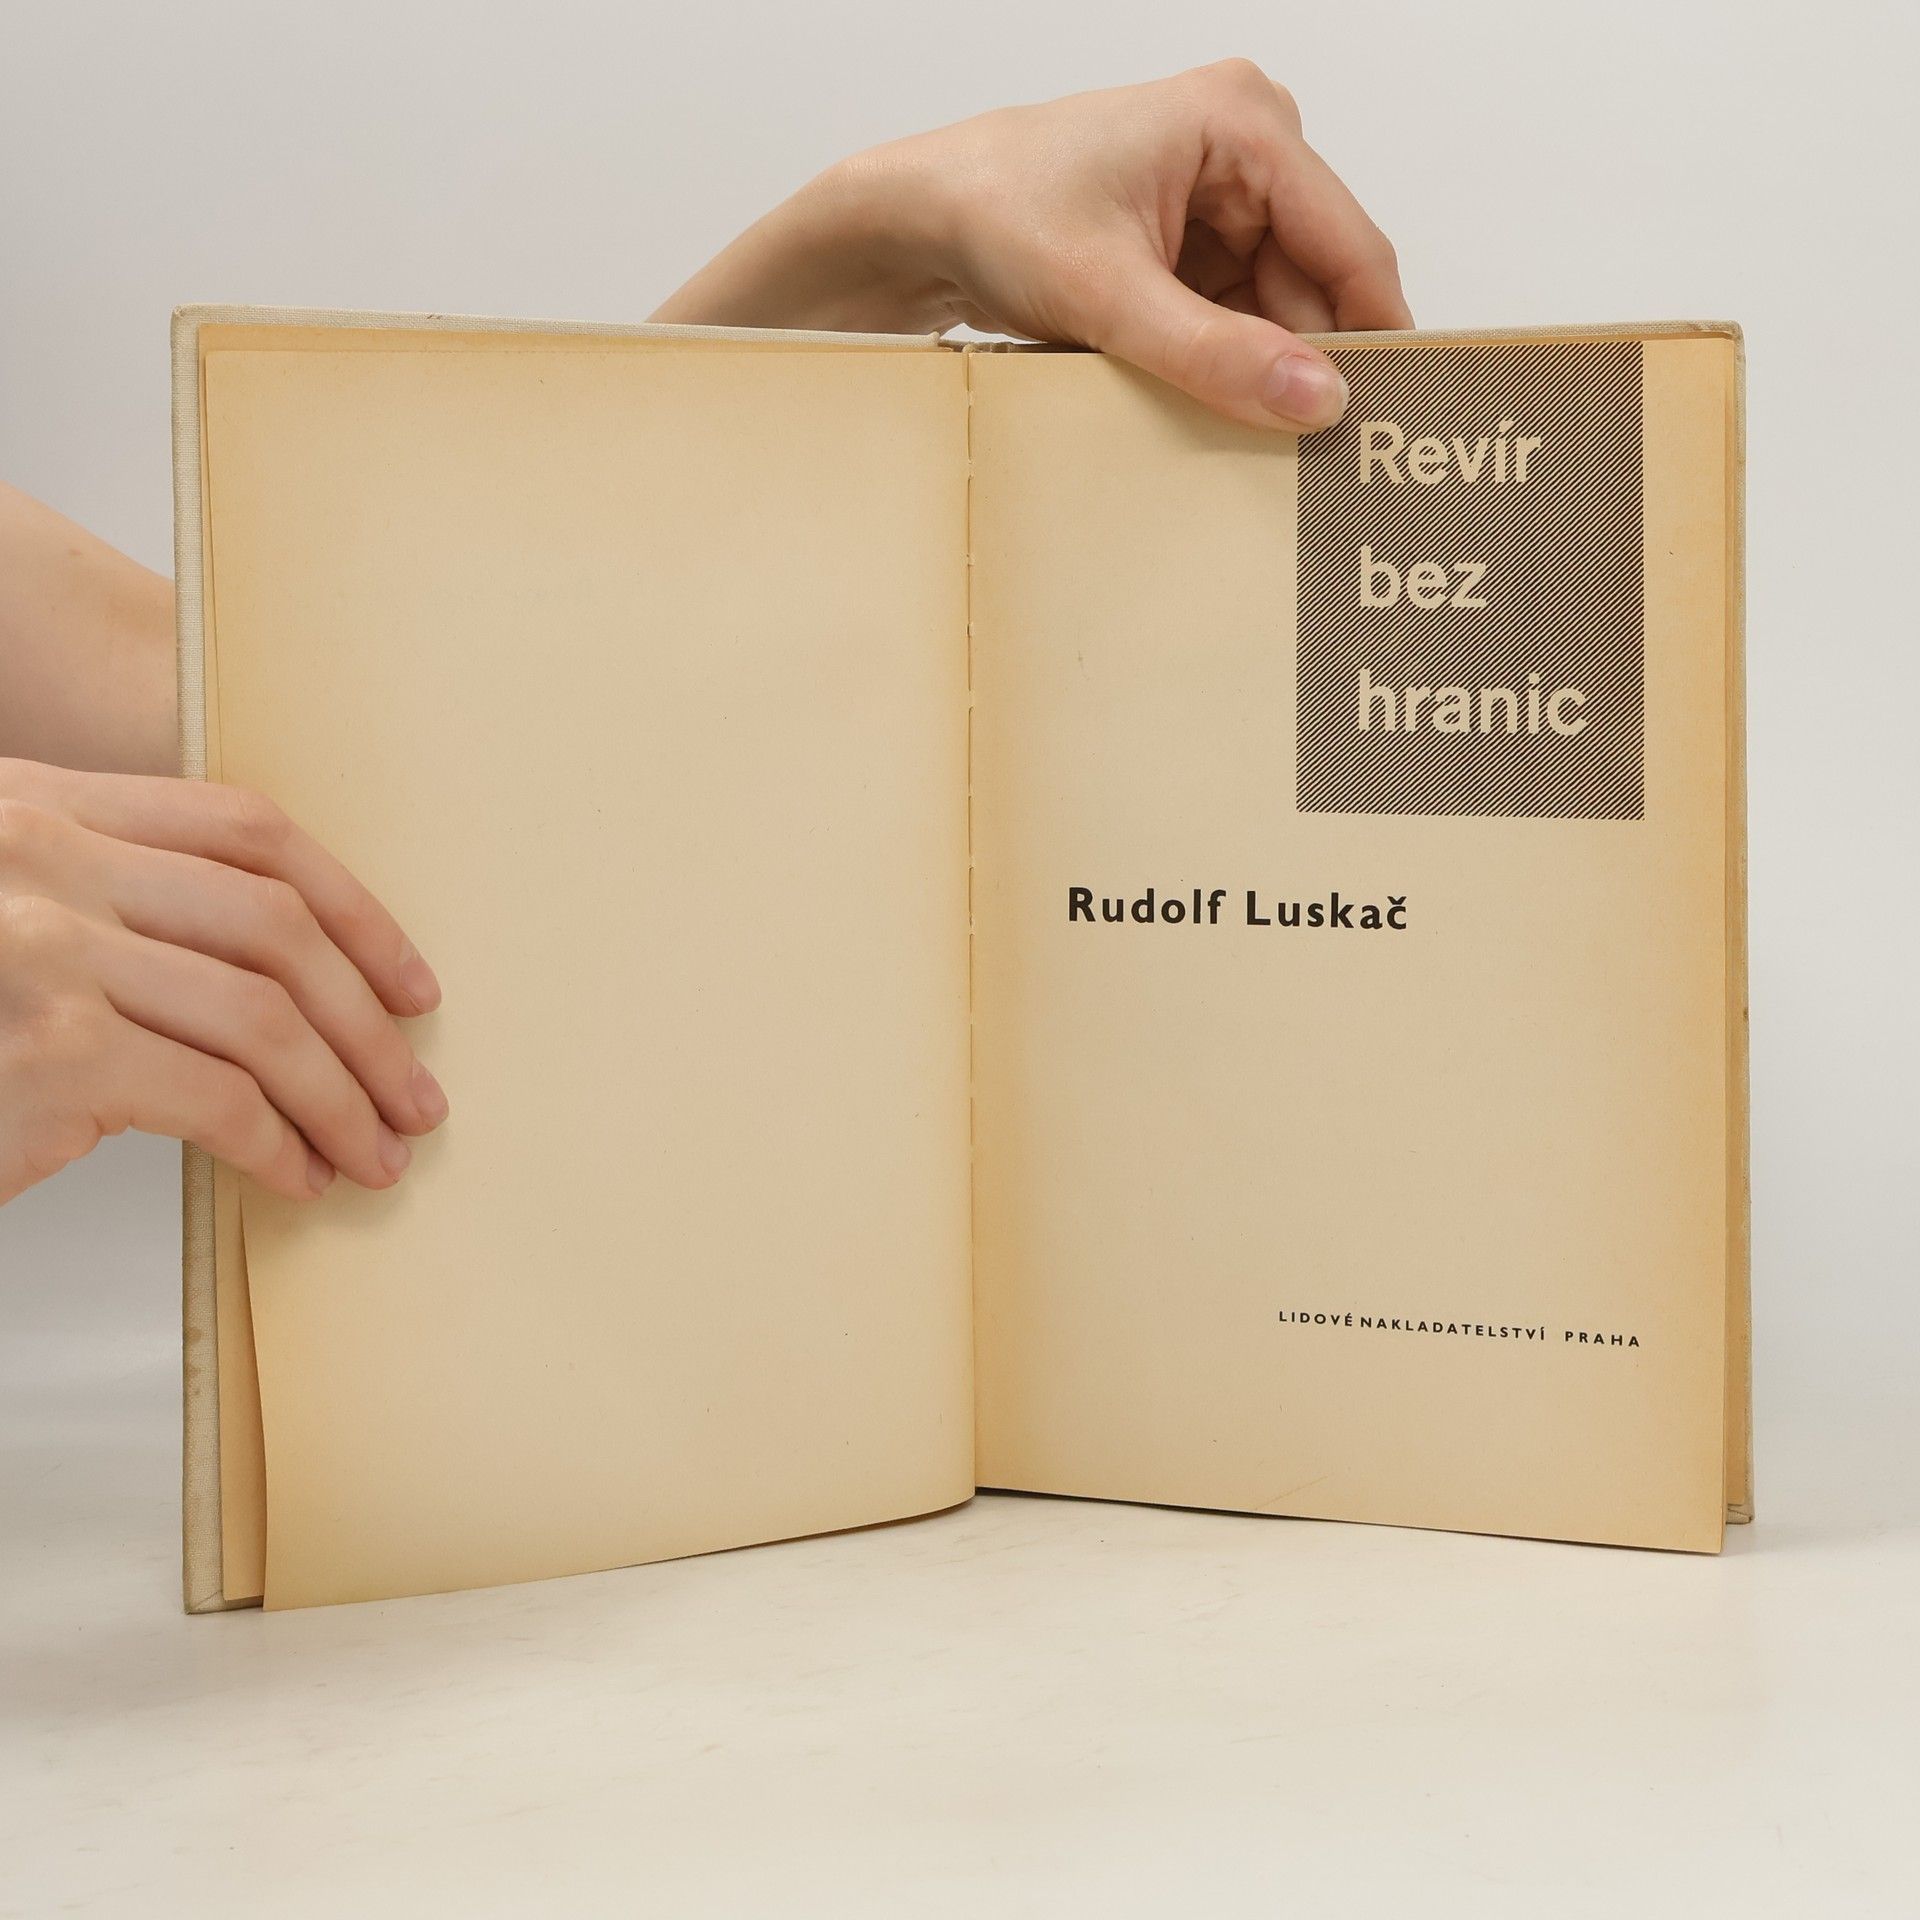 Revír
bez
hranic
Rudolf Luskač
LIDOVÉ NAKLADATELSTVÍ PRAHA